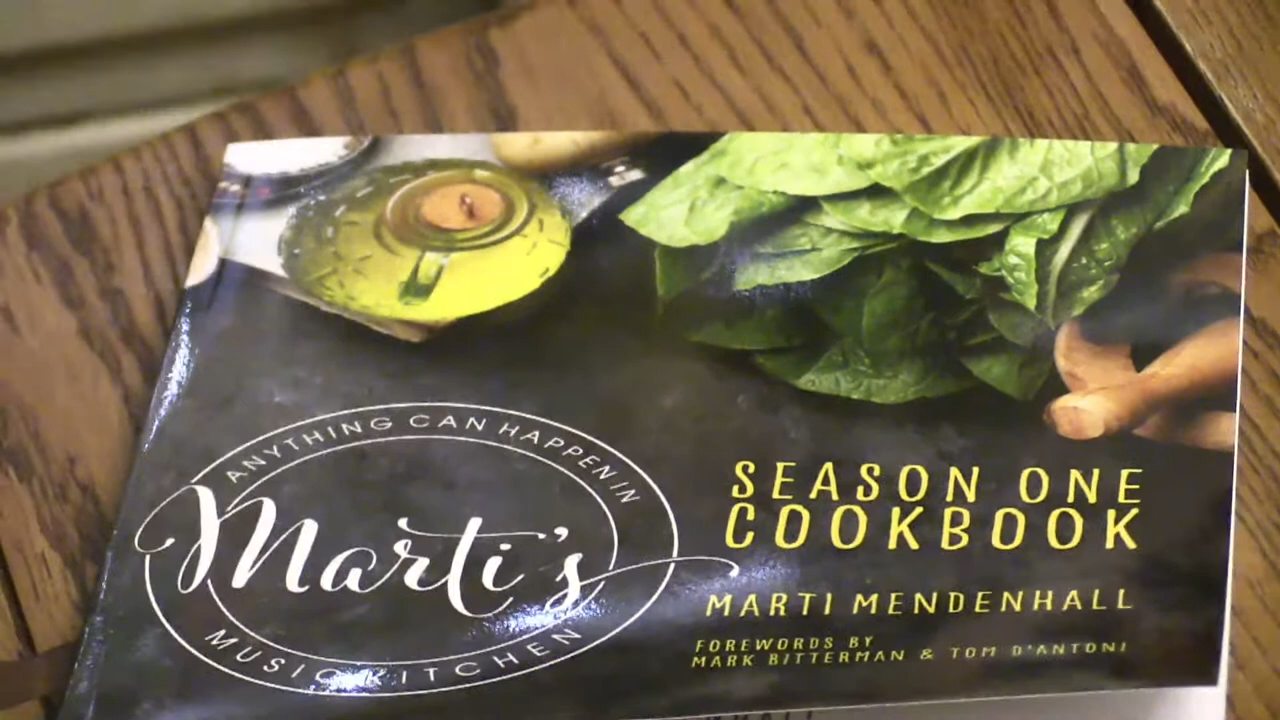 ANYTHING CAN HAPPEN IN
Marti's
MUSIC KITCHEN
SEASON ONE
COOKBOOK
MARTI MENDENHALL
FOREWORDS BY
MARK BITTERMAN & TOM D'ANTONI